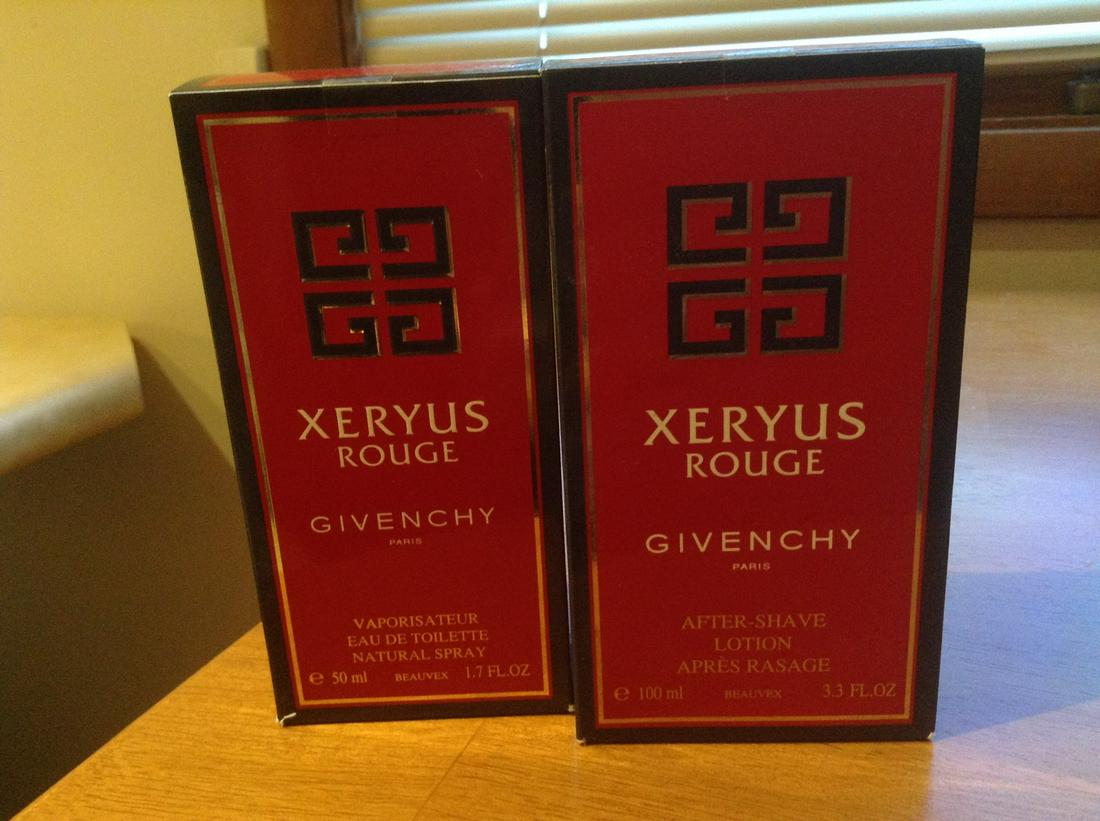 XERYUS
ROUGE
GIVENCHY
PARIS
VAPORISATEUR
EAU DE TOILETTE
NATURAL SPRAY
e 50 ml BEAUVEX 1.7 FL.OZ
XERYUS
ROUGE
GIVENCHY
PARIS
AFTER-SHAVE
LOTION
APRÈS RASAGE
e 100 ml BEAUVEX 3.3 FL.OZ